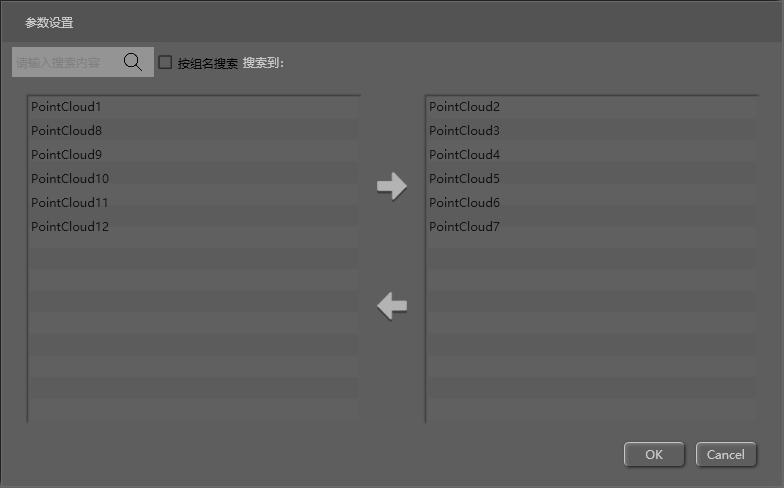 参数设置
请输入搜索内容
按组名搜索 搜索到：
PointCloud1
PointCloud8
PointCloud9
PointCloud10
PointCloud11
PointCloud12
PointCloud2
PointCloud3
PointCloud4
PointCloud5
PointCloud6
PointCloud7
OK
Cancel